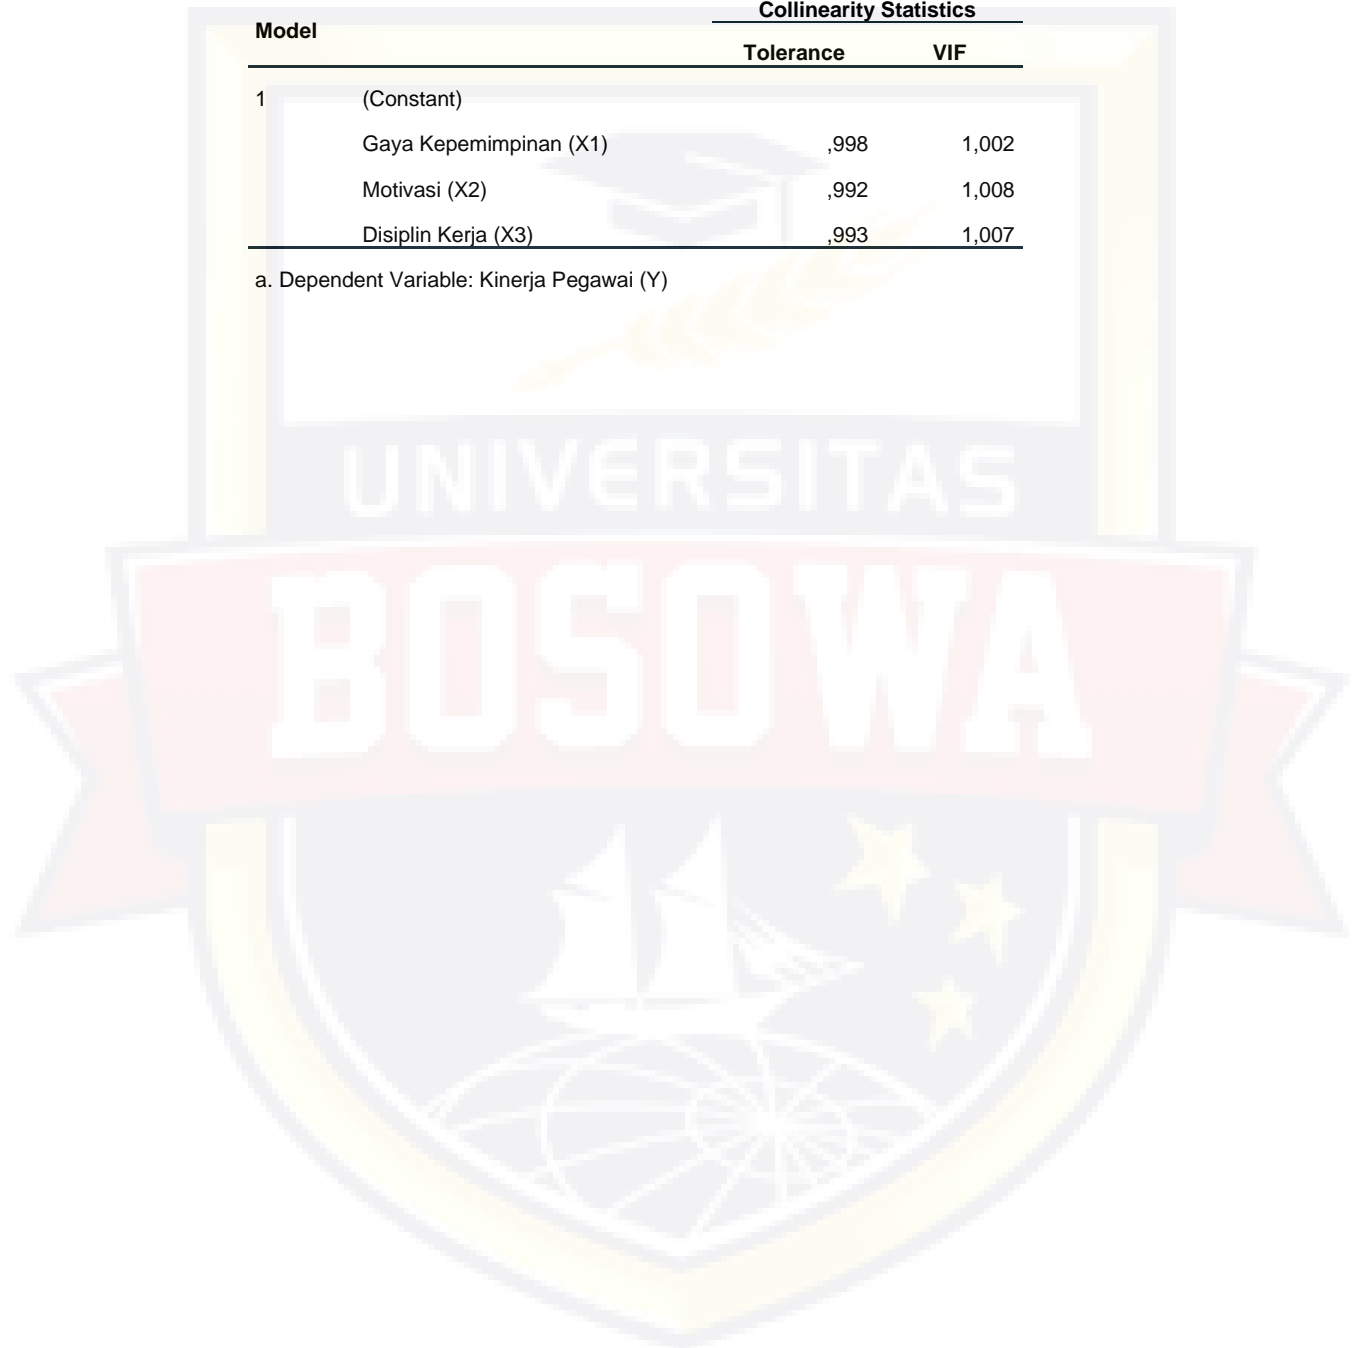 Collinearity Statistics
Model
Tolerance VIF
1 (Constant)
Gaya Kepemimpinan (X1) ,998 1,002
Motivasi (X2) ,992 1,008
Disiplin Kerja (X3) ,993 1,007
a. Dependent Variable: Kinerja Pegawai (Y)
UNIVERSITAS
BOSOWA